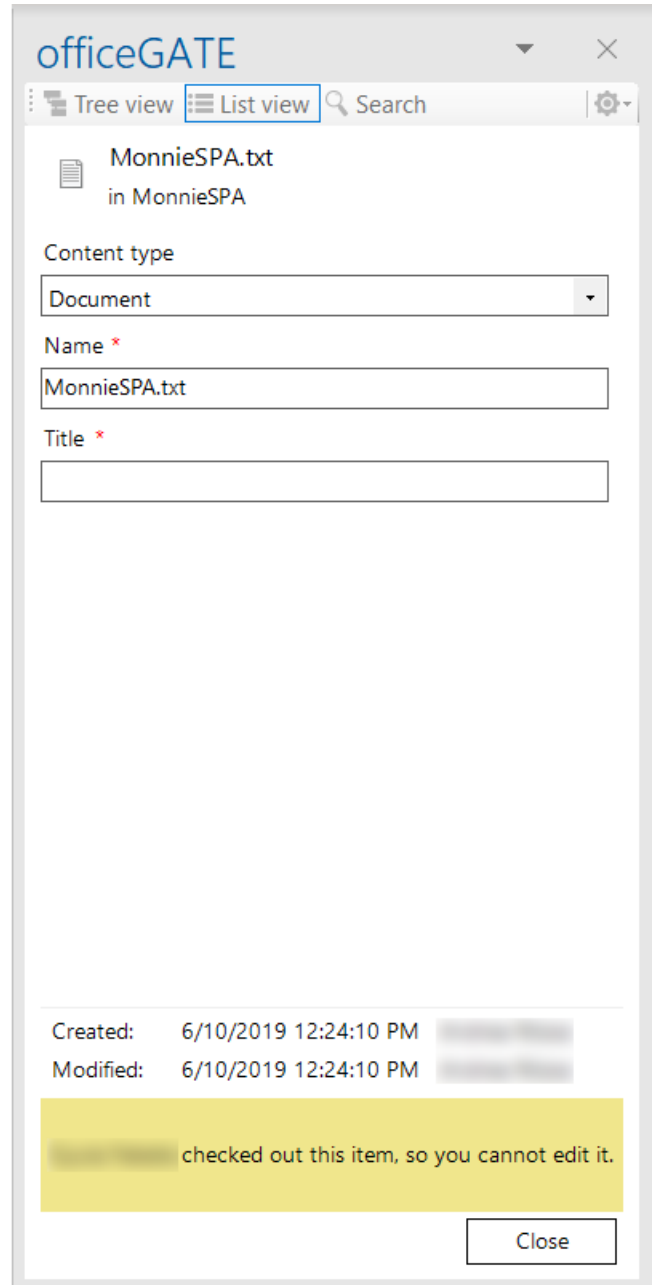 officeGATE
Tree view List view Search
MonnieSPA.txt
in MonnieSPA
Content type
Document
Name *
MonnieSPA.txt
Title *
Created: 6/10/2019 12:24:10 PM
Modified: 6/10/2019 12:24:10 PM
checked out this item, so you cannot edit it.
Close